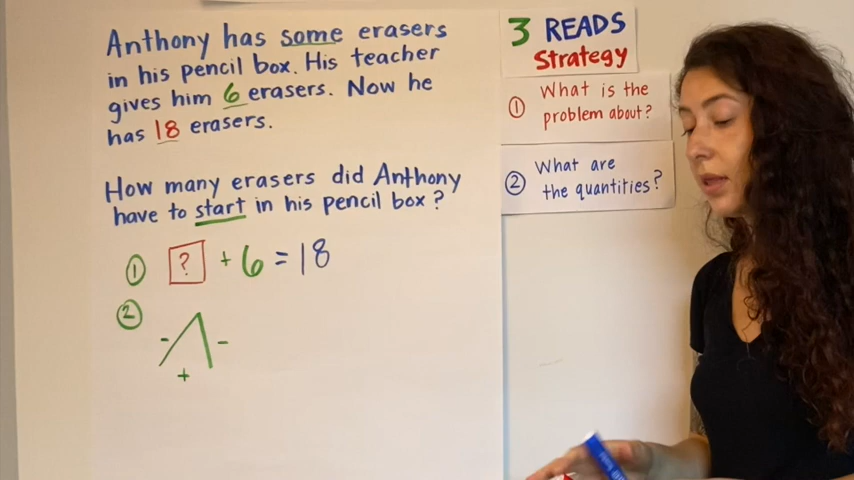 Anthony has some erasers
in his pencil box. His teacher
gives him 6 erasers. Now he
has 18 erasers.
How many erasers did Anthony
have to start in his pencil box?
① ? + 6 = 18
②
- -
+
3 READS
Strategy
① What is the
problem about?
② What are
the quantities?